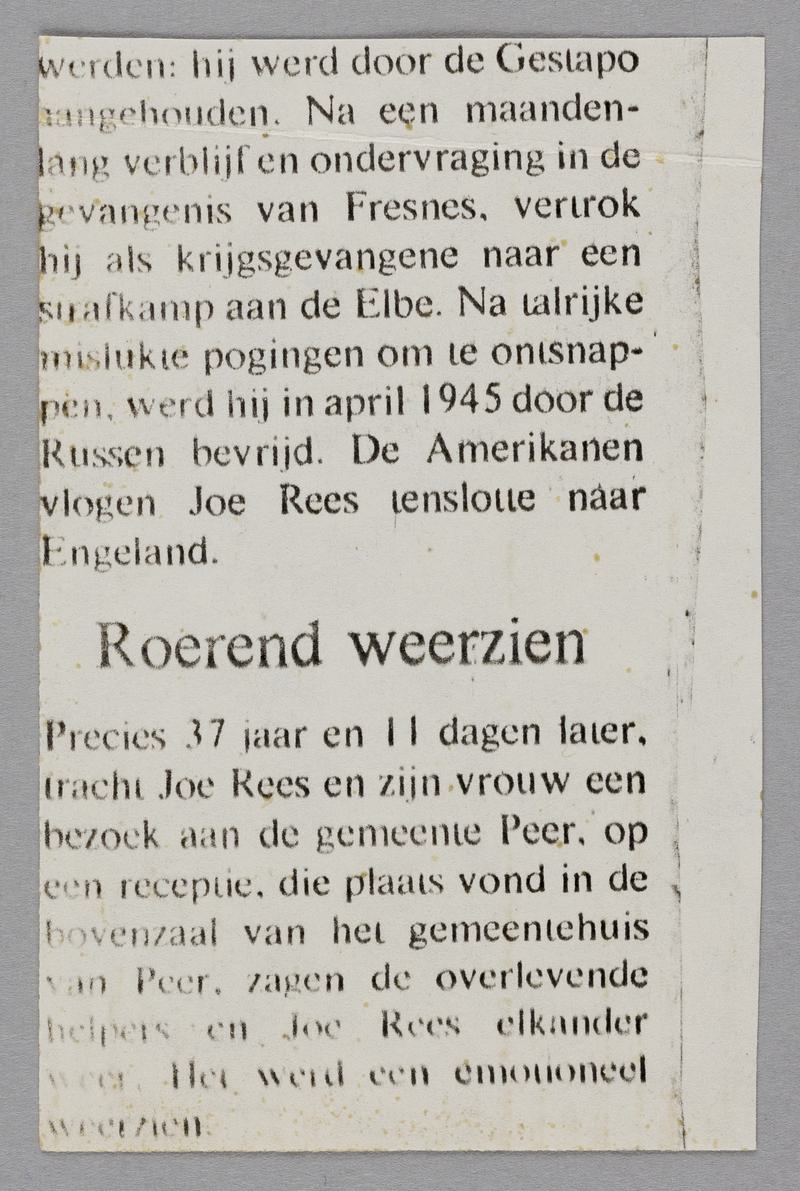 werden: hij werd door de Gestapo
aangehouden. Na een maanden-
lang verblijf en ondervraging in de
gevangenis van Fresnes, vertrok
hij als krijgsgevangene naar een
strafkamp aan de Elbe. Na talrijke
mislukte pogingen om te ontsnap-
pen, werd hij in april 1945 door de
Russen bevrijd. De Amerikanen
vlogen Joe Rees tenslotte naar
Engeland.
Roerend weerzien
Precies 37 jaar en 11 dagen later,
tracht Joe Rees en zijn vrouw een
bezoek aan de gemeente Peer, op
een receptie, die plaats vond in de
bovenzaal van het gemeentehuis
van Peer, zagen de overlevende
helpers en Joe Rees elkander
weer. Het werd een emotioneel
weerzien.